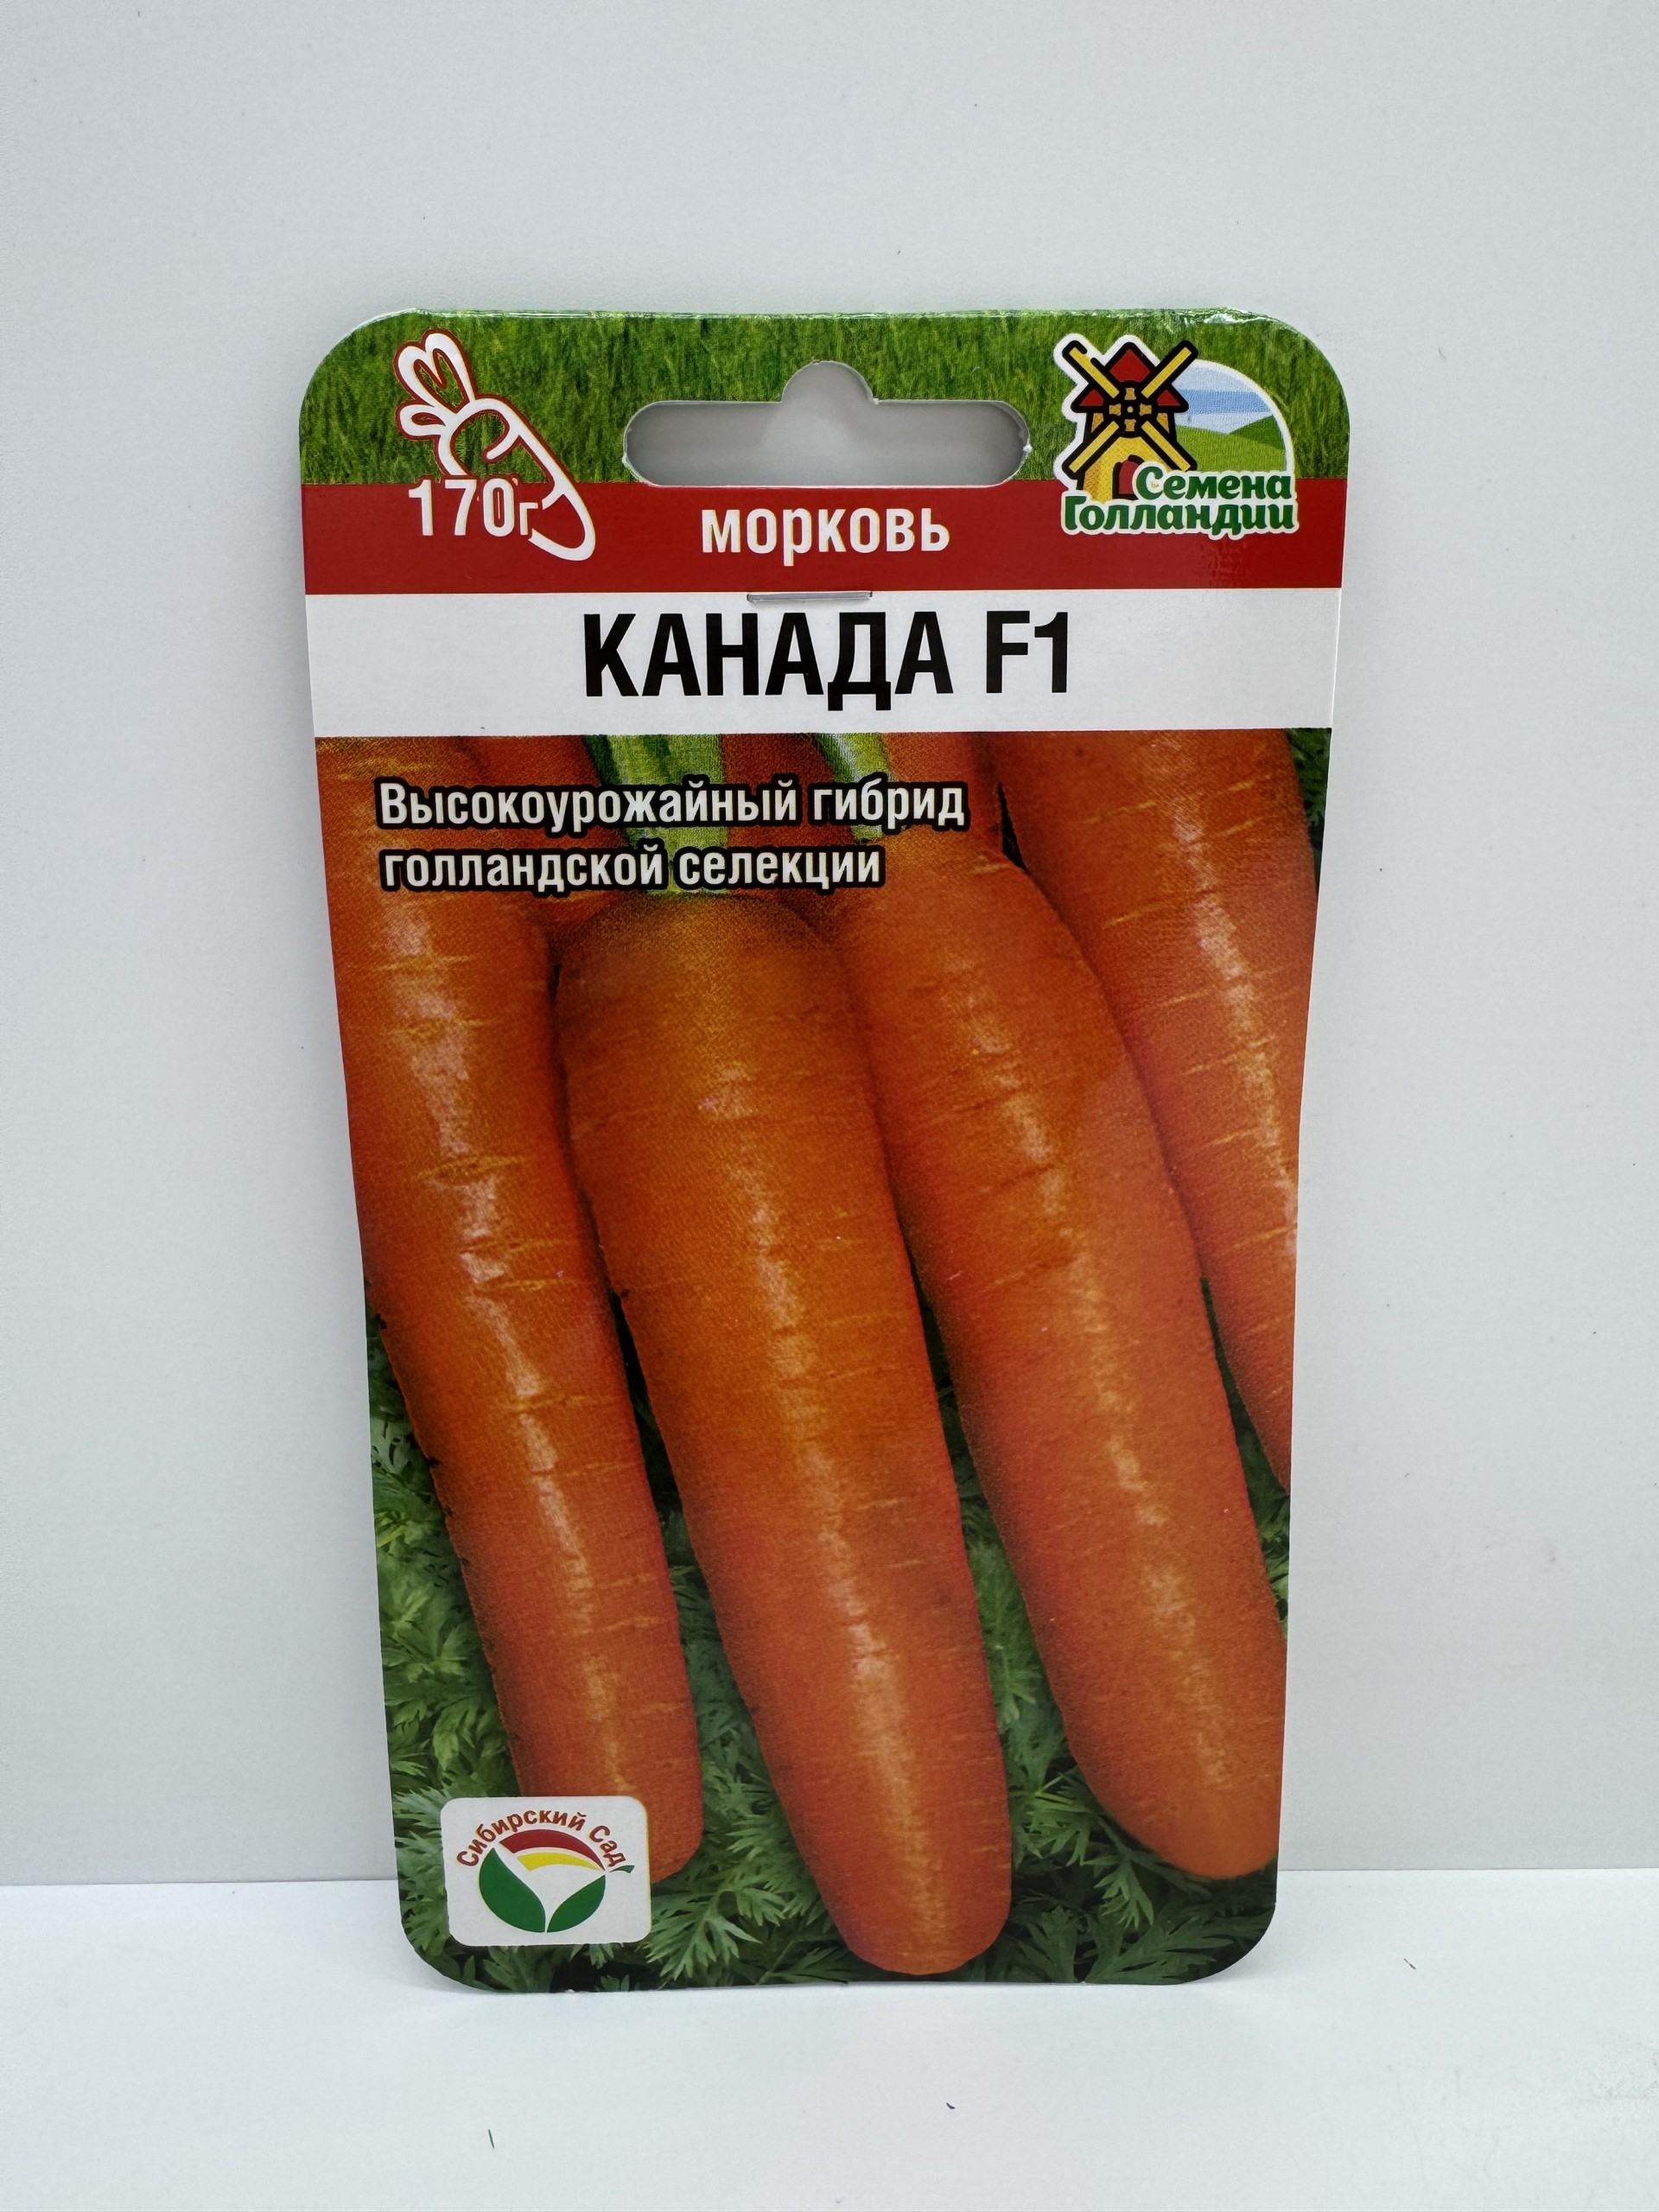 170г
морковь
Семена
Голландии
КАНАДА F1
Высокоурожайный гибрид
голландской селекции
Сибирский Сад